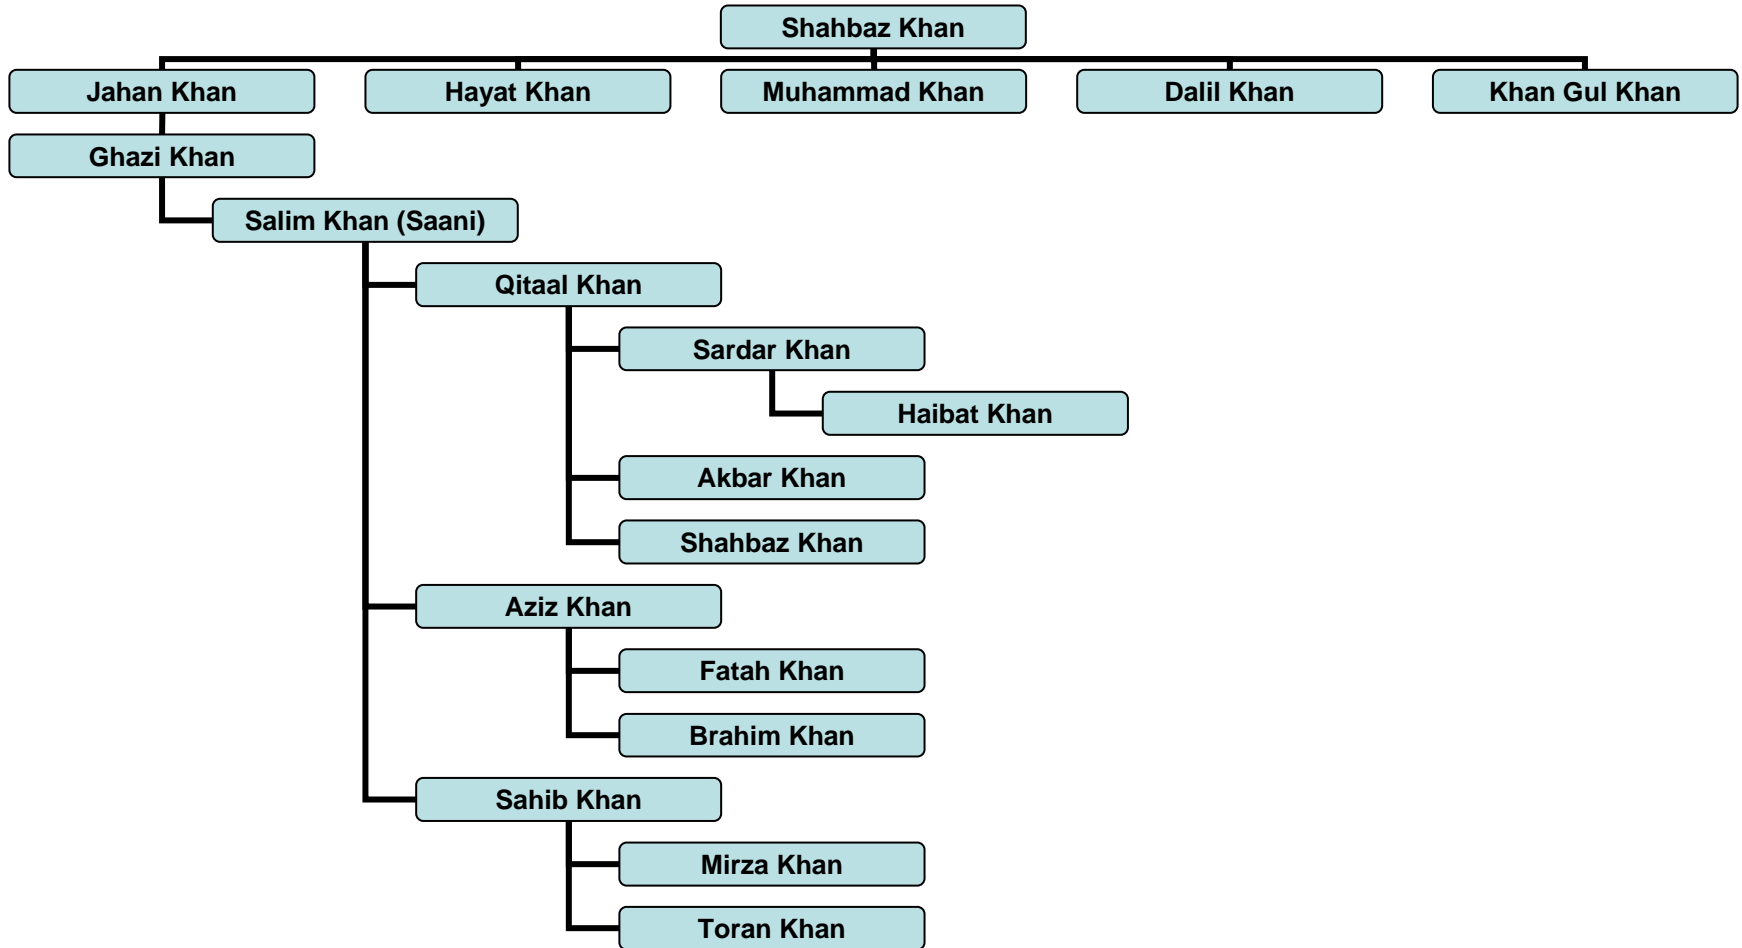 Shahbaz Khan
Jahan Khan
Hayat Khan
Muhammad Khan
Dalil Khan
Khan Gul Khan
Ghazi Khan
Salim Khan (Saani)
Qitaal Khan
Sardar Khan
Haibat Khan
Akbar Khan
Shahbaz Khan
Aziz Khan
Fatah Khan
Brahim Khan
Sahib Khan
Mirza Khan
Toran Khan